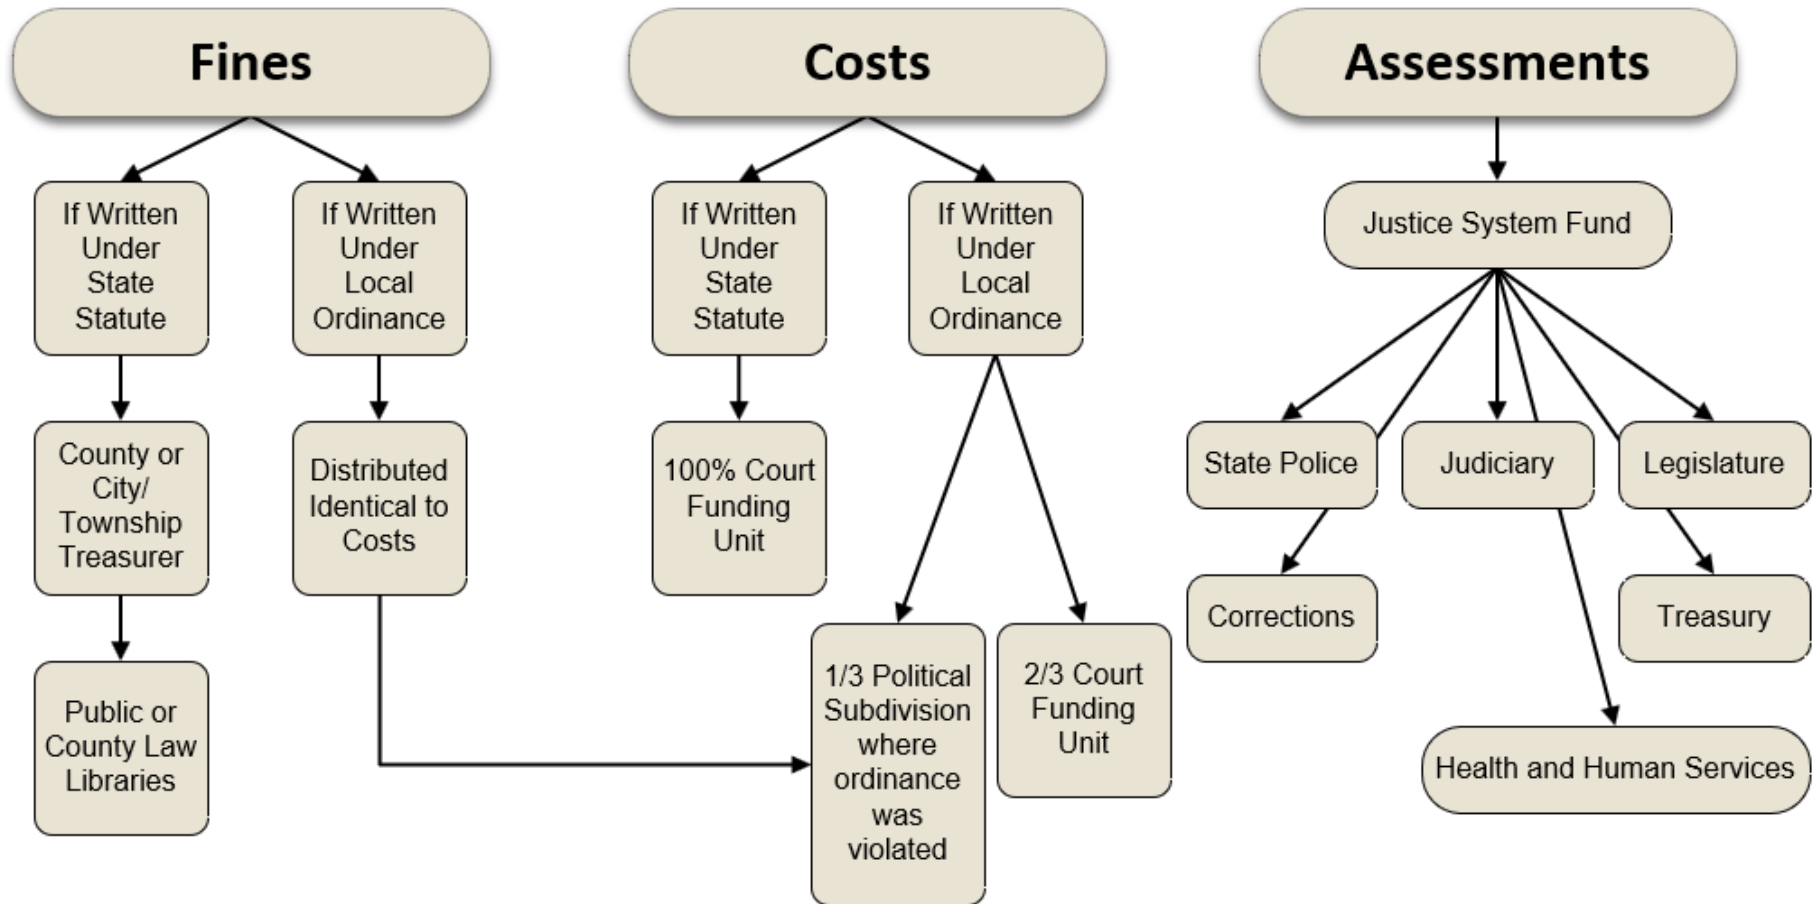 Fines
Costs
Assessments
If Written
Under
State
Statute
If Written
Under
Local
Ordinance
If Written
Under
State
Statute
If Written
Under
Local
Ordinance
Justice System Fund
County or
City/
Township
Treasurer
Distributed
Identical to
Costs
100% Court
Funding
Unit
State Police
Judiciary
Legislature
Public or
County Law
Libraries
1/3 Political
Subdivision
where
ordinance
was
violated
2/3 Court
Funding
Unit
Corrections
Treasury
Health and Human Services